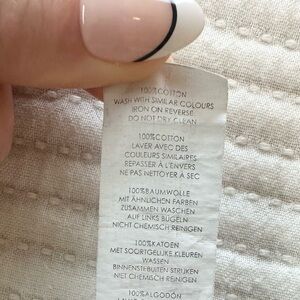 100%COTTON
WASH WITH SIMILAR COLOURS
IRON ON REVERSE
DO NOT DRY CLEAN
100%COTTON
LAVER AVEC DES
COULEURS SIMILAIRES
REPASSER À L'ENVERS
NE PAS NETTOYER À SEC
100%BAUMWOLLE
MIT ÄHNLICHEN FARBEN
ZUSAMMEN WASCHEN
AUF LINKS BÜGELN
NICHT CHEMISCH REINIGEN
100%KATOEN
MET SOORTGELIJKE KLEUREN
WASSEN
BINNENSTEBUITEN STRIJKEN
NIET CHEMISCH REINIGEN
100%ALGODÓN